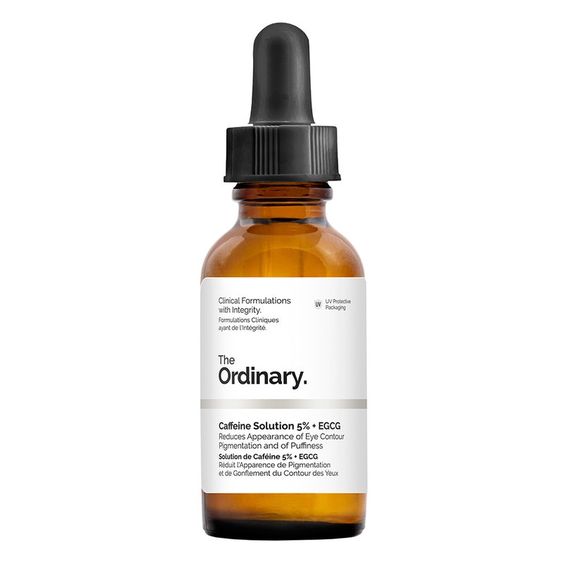 Clinical Formulations
with Integrity.
Formulations Cliniques
ayant de l'Intégrité.
UV
UV Protective
Packaging
The
Ordinary.
Caffeine Solution 5% + EGCG
Reduces Appearance of Eye Contour
Pigmentation and of Puffiness
Solution de Caféine 5% + EGCG
Réduit l'Apparence de Pigmentation
et de Gonflement du Contour des Yeux